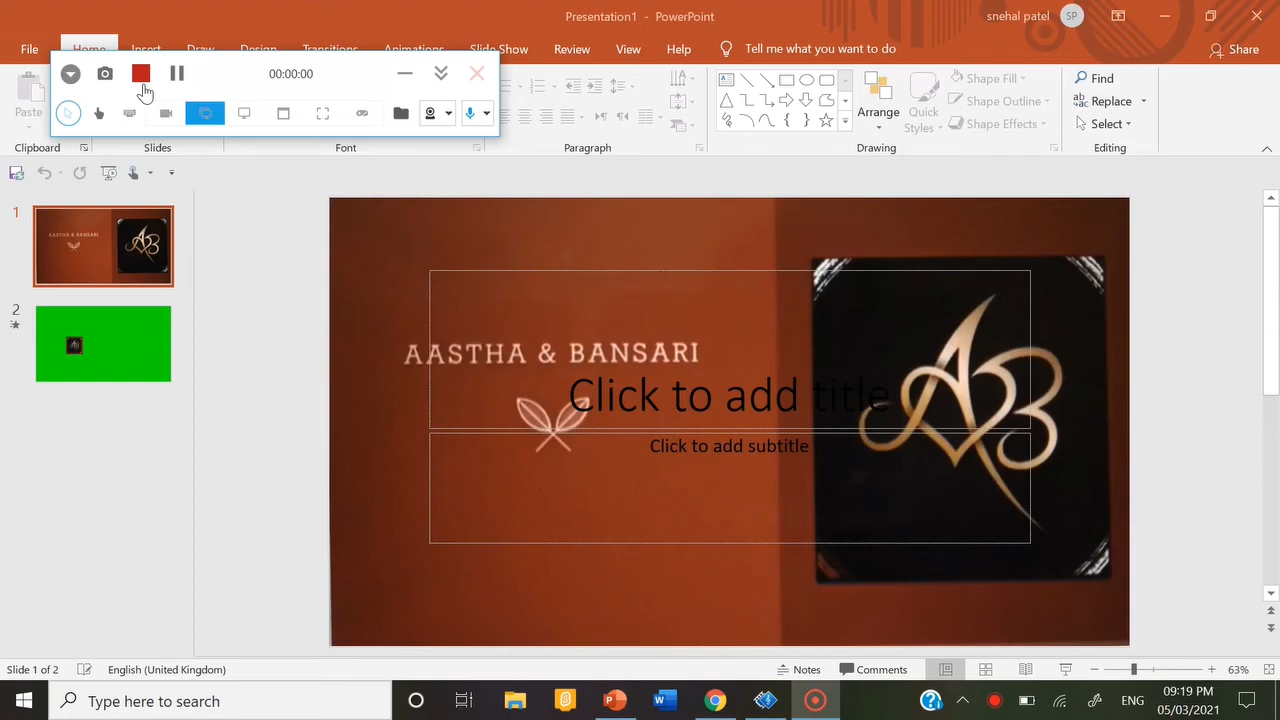 Presentation1 - PowerPoint
snehal patel
SP
File
Home
Insert
Draw
Design
Transitions
Animations
Slide Show
Review
View
Help
Tell me what you want to do
Share
00:00:00
Paste
Clipboard
Slides
Font
Paragraph
Arrange
Quick
Styles
Shape Fill
Shape Outline
Shape Effects
Drawing
Find
Replace
Select
Editing
1
AASTHA & BANSARI
AB
2
AASTHA & BANSARI
Click to add title
Click to add subtitle
AB
Slide 1 of 2
English (United Kingdom)
Notes
Comments
63%
Type here to search
ENG
09:19 PM
05/03/2021